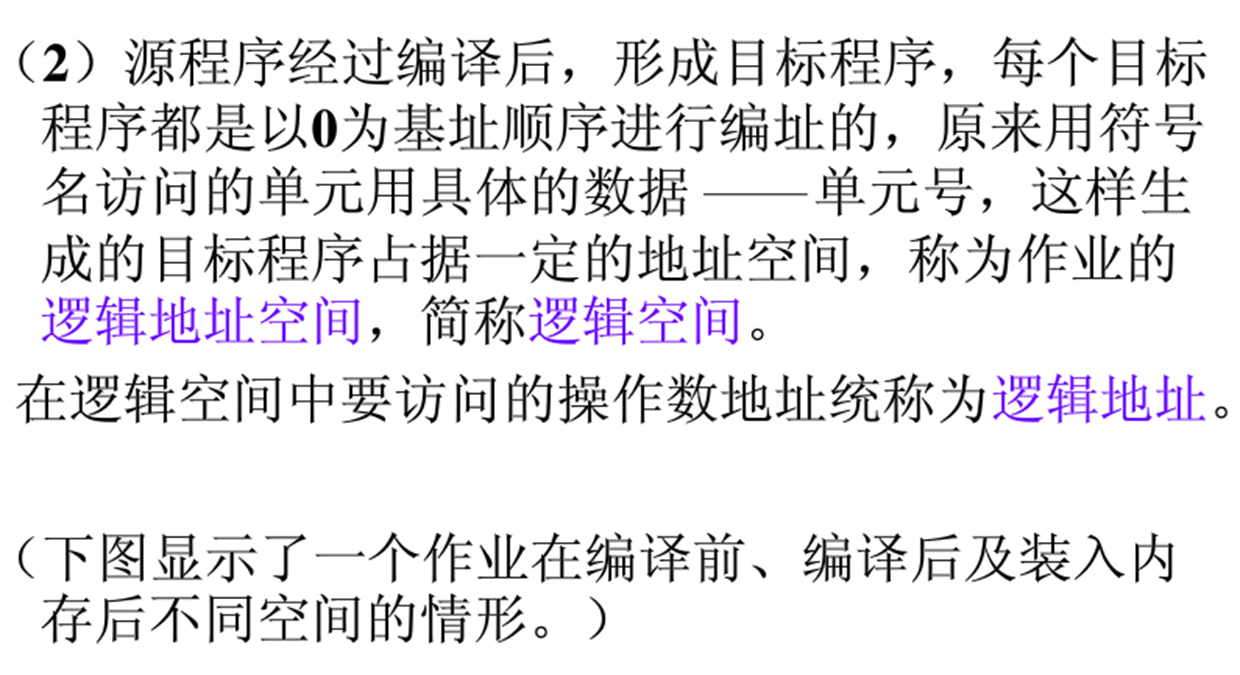 （2）源程序经过编译后，形成目标程序，每个目标
程序都是以0为基址顺序进行编址的，原来用符号
名访问的单元用具体的数据 ——单元号，这样生
成的目标程序占据一定的地址空间，称为作业的
逻辑地址空间，简称逻辑空间。
在逻辑空间中要访问的操作数地址统称为逻辑地址。
（下图显示了一个作业在编译前、编译后及装入内
存后不同空间的情形。）